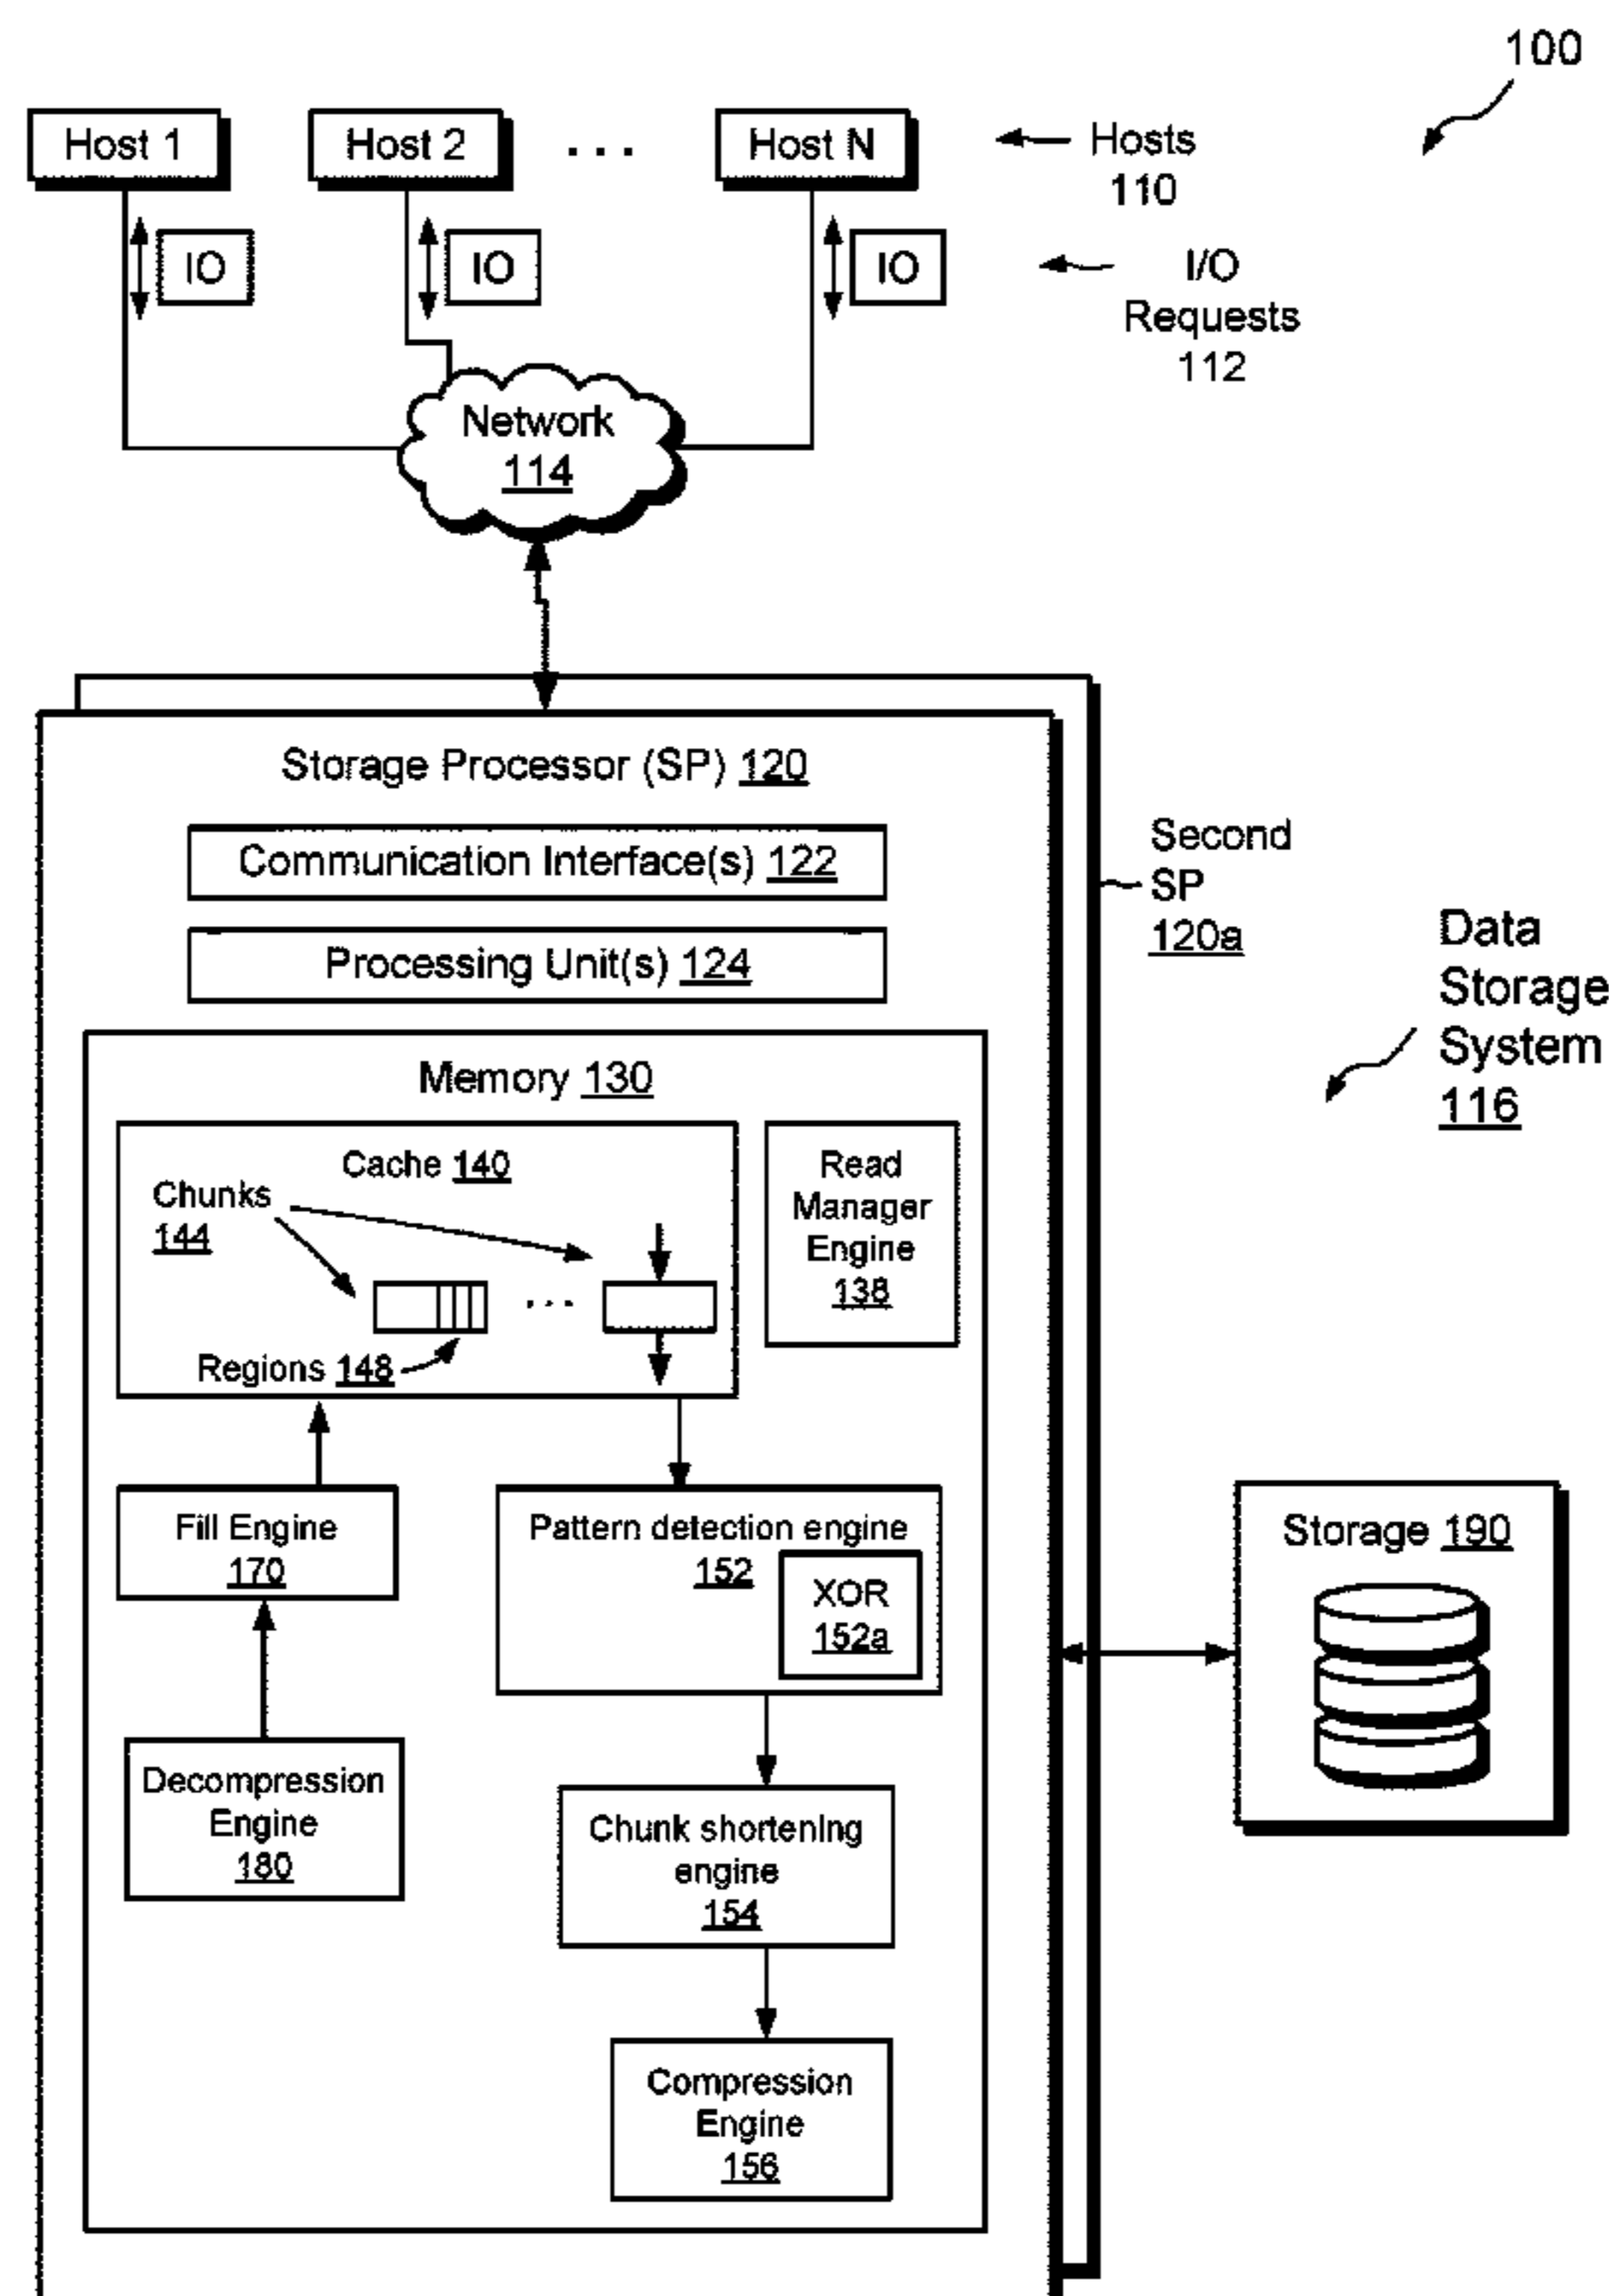 100
Host 1
Host 2
. . .
Host N
Hosts
110
IO
IO
IO
I/O
Requests
112
Network
114
Storage Processor (SP) 120
Communication Interface(s) 122
Processing Unit(s) 124
Second
SP
120a
Data
Storage
System
116
Memory 130
Cache 140
Chunks
144
. . .
Regions 148
Read
Manager
Engine
138
Fill Engine
170
Pattern detection engine
152
XOR
152a
Storage 190
Decompression
Engine
180
Chunk shortening
engine
154
Compression
Engine
156